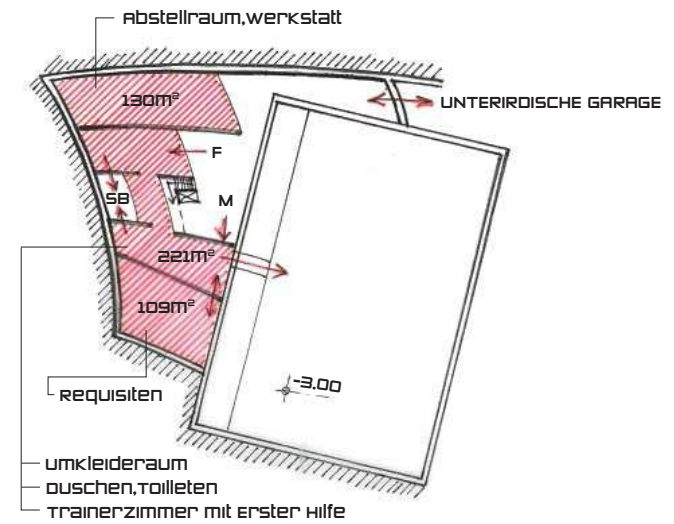 Abstellraum,Werkstatt
130m²
UNTERIRDISCHE GARAGE
F
SB
M
221m²
109m²
-3.00
Requisiten
Umkleideraum
Duschen,Toilleten
Trainerzimmer mit Erster Hilfe